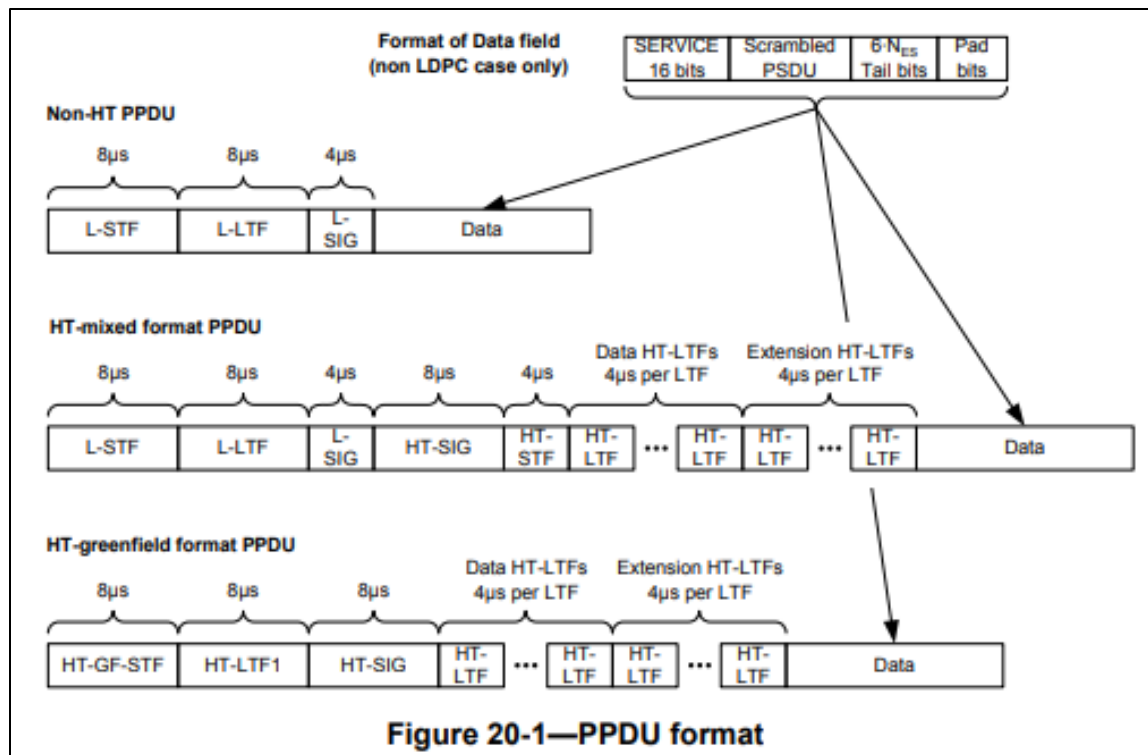 Format of Data field
(non LDPC case only)
SERVICE
16 bits
Scrambled
PSDU
6·NES
Tail bits
Pad
bits
Non-HT PPDU
8µs
8µs
4µs
L-STF
L-LTF
L-
SIG
Data
HT-mixed format PPDU
Data HT-LTFs
4µs per LTF
Extension HT-LTFs
4µs per LTF
8µs
8µs
4µs
8µs
4µs
L-STF
L-LTF
L-
SIG
HT-SIG
HT-
STF
HT-
LTF
•••
HT-
LTF
HT-
LTF
•••
HT-
LTF
Data
HT-greenfield format PPDU
Data HT-LTFs
4µs per LTF
Extension HT-LTFs
4µs per LTF
8µs
8µs
8µs
HT-GF-STF
HT-LTF1
HT-SIG
HT-
LTF
•••
HT-
LTF
HT-
LTF
•••
HT-
LTF
Data
Figure 20-1—PPDU format